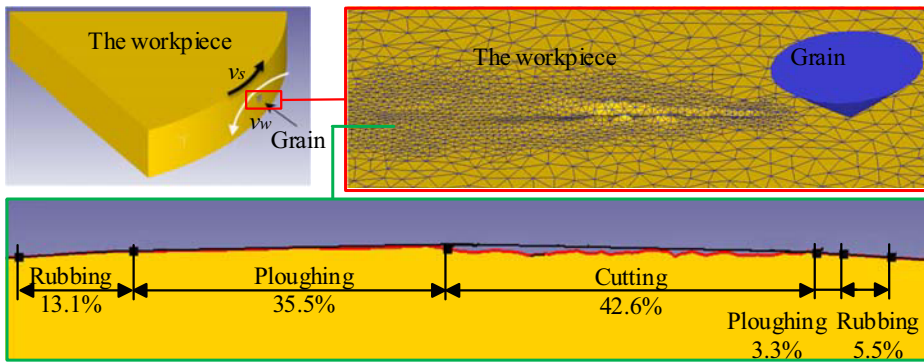 The workpiece
vs
vw
Grain
The workpiece
Grain
Rubbing
13.1%
Ploughing
35.5%
Cutting
42.6%
Ploughing
3.3%
Rubbing
5.5%